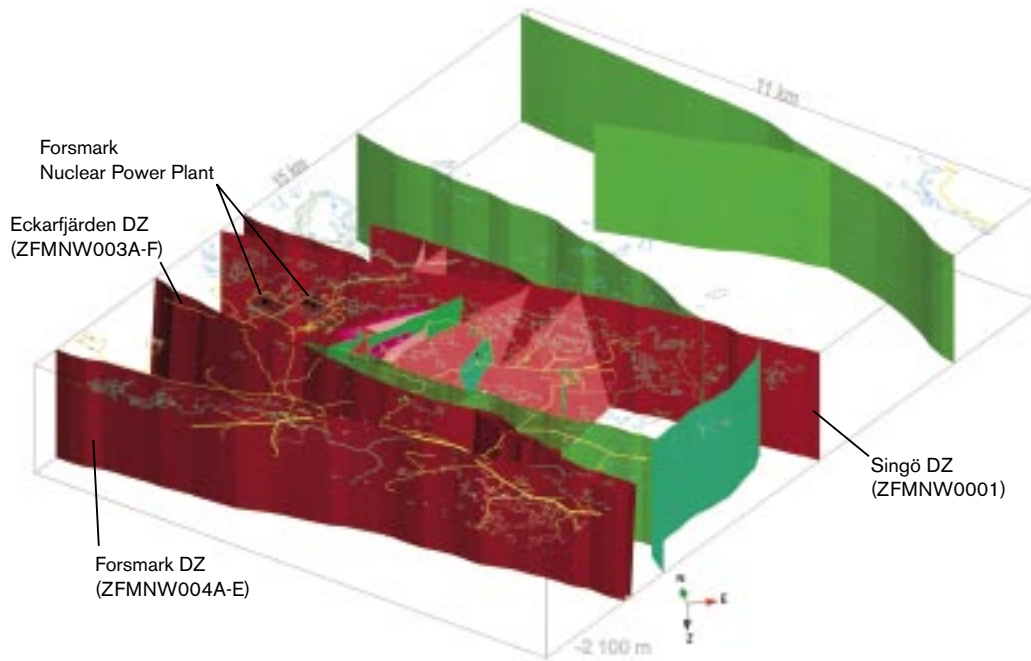 11 km
15 km
Forsmark
Nuclear Power Plant
Eckarfjärden DZ
(ZFMNW003A-F)
Singö DZ
(ZFMNW0001)
Forsmark DZ
(ZFMNW004A-E)
N
E
Z
-2 100 m